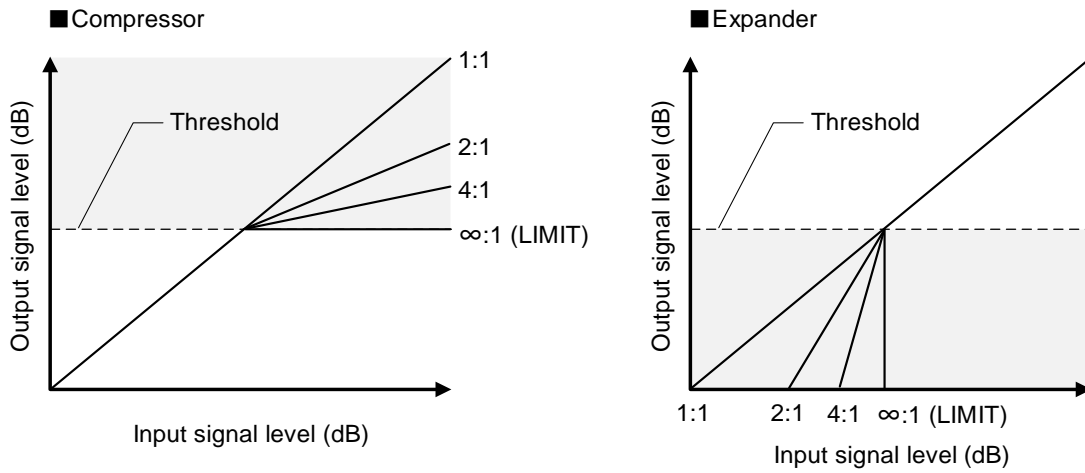 ■Compressor
Output signal level (dB)
Threshold
1:1
2:1
4:1
∞:1 (LIMIT)
Input signal level (dB)
■Expander
Output signal level (dB)
Threshold
1:1
2:1
4:1
∞:1 (LIMIT)
Input signal level (dB)